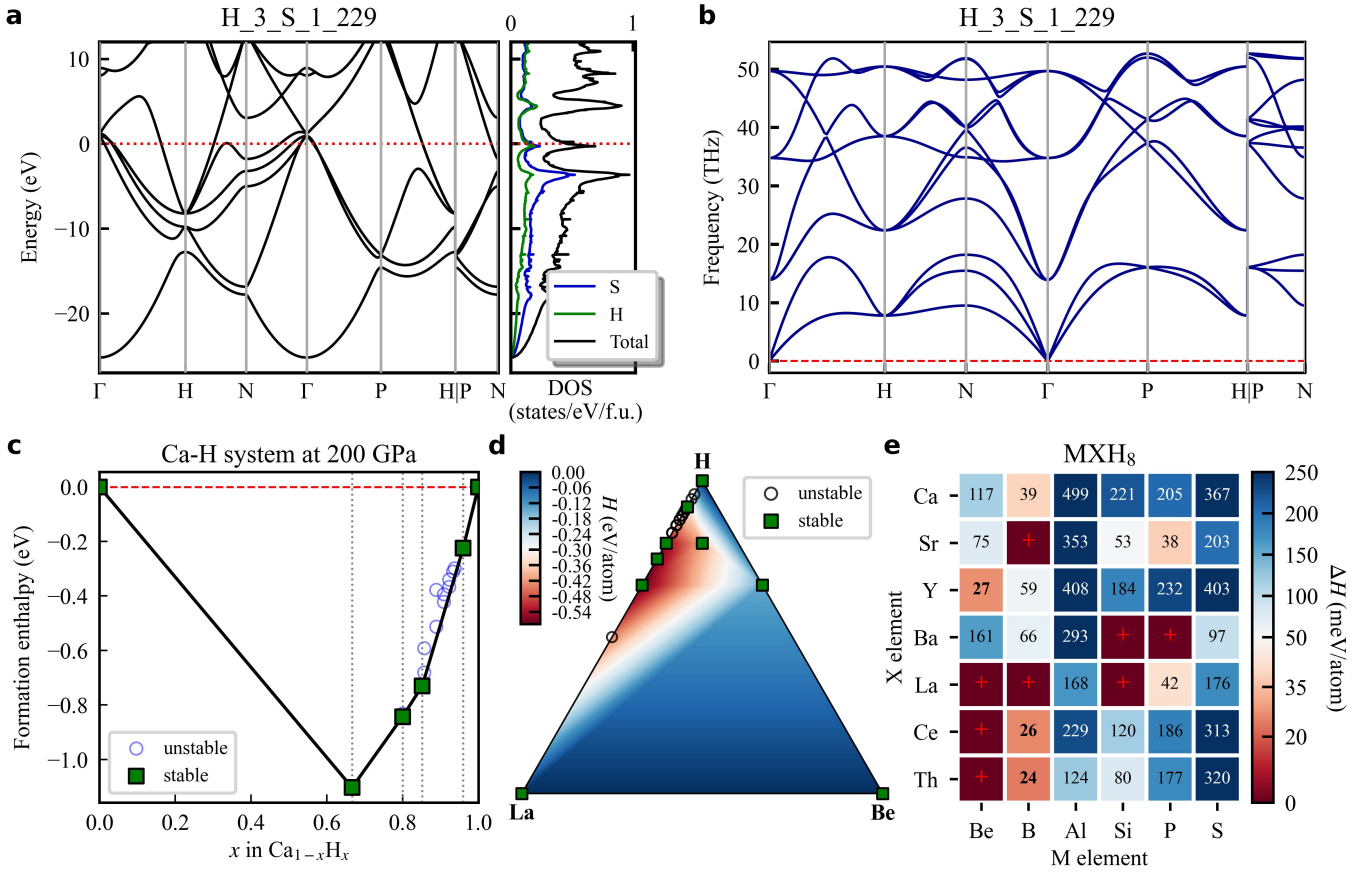 a
H_3_S_1_229
0 1
10
0
−10
−20
Energy (eV)
Γ H N Γ P H|P N
S
H
Total
DOS
(states/eV/f.u.)
b
H_3_S_1_229
50
40
30
20
10
0
Frequency (THz)
Γ H N Γ P H|P N
c
Ca-H system at 200 GPa
0.0
−0.2
−0.4
−0.6
−0.8
−1.0
Formation enthalpy (eV)
unstable
stable
0.0 0.2 0.4 0.6 0.8 1.0
x in Ca₁₋ₓHₓ
d
H
0.00
-0.06
-0.12
-0.18
-0.24
-0.30
-0.36
-0.42
-0.48
-0.54
H (eV/atom)
unstable
stable
La
Be
e
MXH₈
Ca 117 39 499 221 205 367
Sr 75 + 353 53 38 203
Y 27 59 408 184 232 403
Ba 161 66 293 + + 97
La + + 168 + 42 176
Ce + 26 229 120 186 313
Th + 24 124 80 177 320
Be B Al Si P S
M element
X element
250
200
150
100
50
35
20
0
ΔH (meV/atom)